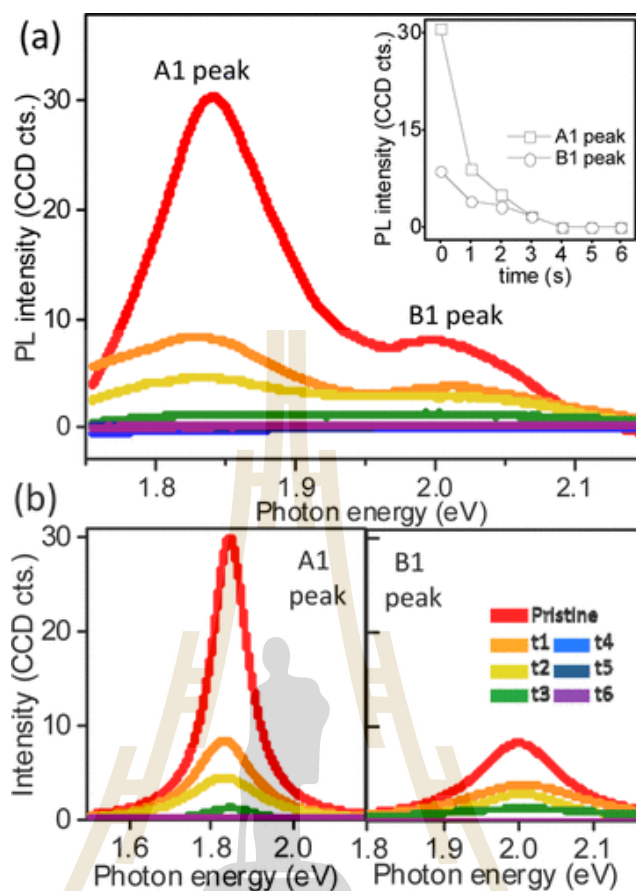 (a)
A1 peak
B1 peak
PL intensity (CCD cts.)
30
20
10
0
1.8 1.9 2.0 2.1
Photon energy (eV)
PL intensity (CCD cts.)
30
15
0
A1 peak
B1 peak
0 1 2 3 4 5 6
time (s)
(b)
A1
peak
Intensity (CCD cts.)
30
20
10
0
1.6 1.8 2.0
Photon energy (eV)
B1
peak
Pristine
t1 t4
t2 t5
t3 t6
1.8 1.9 2.0 2.1
Photon energy (eV)